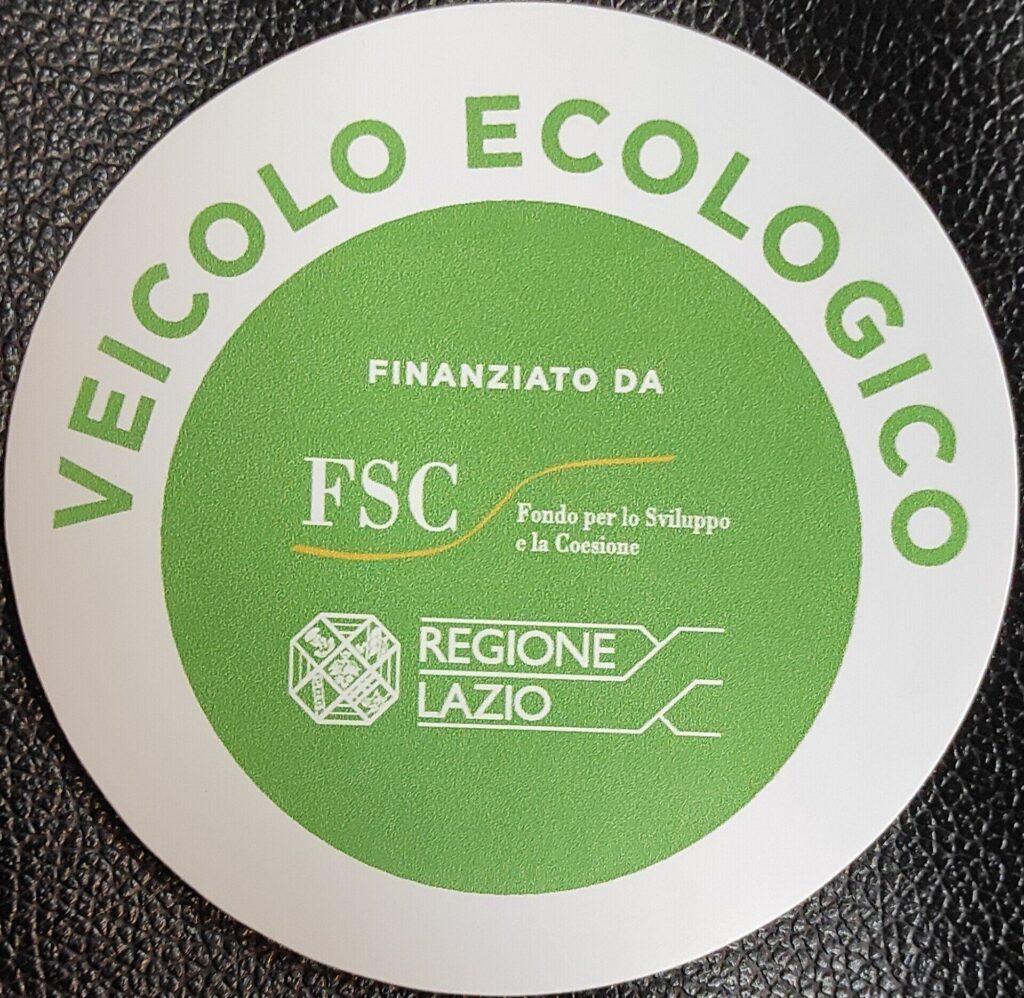 VEICOLO ECOLOGICO
FINANZIATO DA
FSC
Fondo per lo Sviluppo
e la Coesione
REGIONE
LAZIO